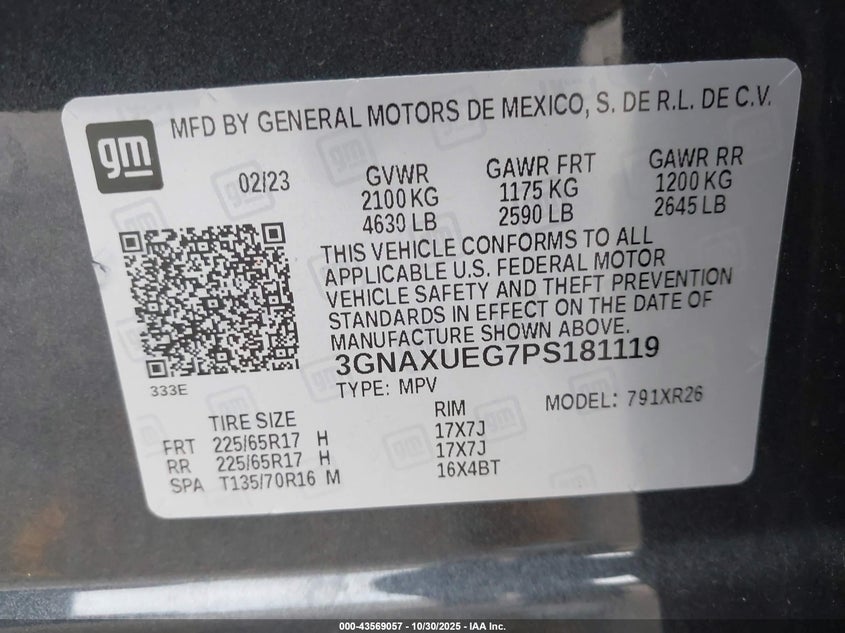 MFD BY GENERAL MOTORS DE MEXICO, S. DE R.L. DE C.V.
gm
02/23 GVWR GAWR FRT GAWR RR
2100 KG 1175 KG 1200 KG
4630 LB 2590 LB 2645 LB
THIS VEHICLE CONFORMS TO ALL
APPLICABLE U.S. FEDERAL MOTOR
VEHICLE SAFETY AND THEFT PREVENTION
STANDARDS IN EFFECT ON THE DATE OF
MANUFACTURE SHOWN ABOVE.
3GNAXUEG7PS181119
333E TYPE: MPV MODEL: 791XR26
TIRE SIZE RIM
FRT 225/65R17 H 17X7J
RR 225/65R17 H 17X7J
SPA T135/70R16 M 16X4BT
000-43569057 - 10/30/2025 - IAA Inc.